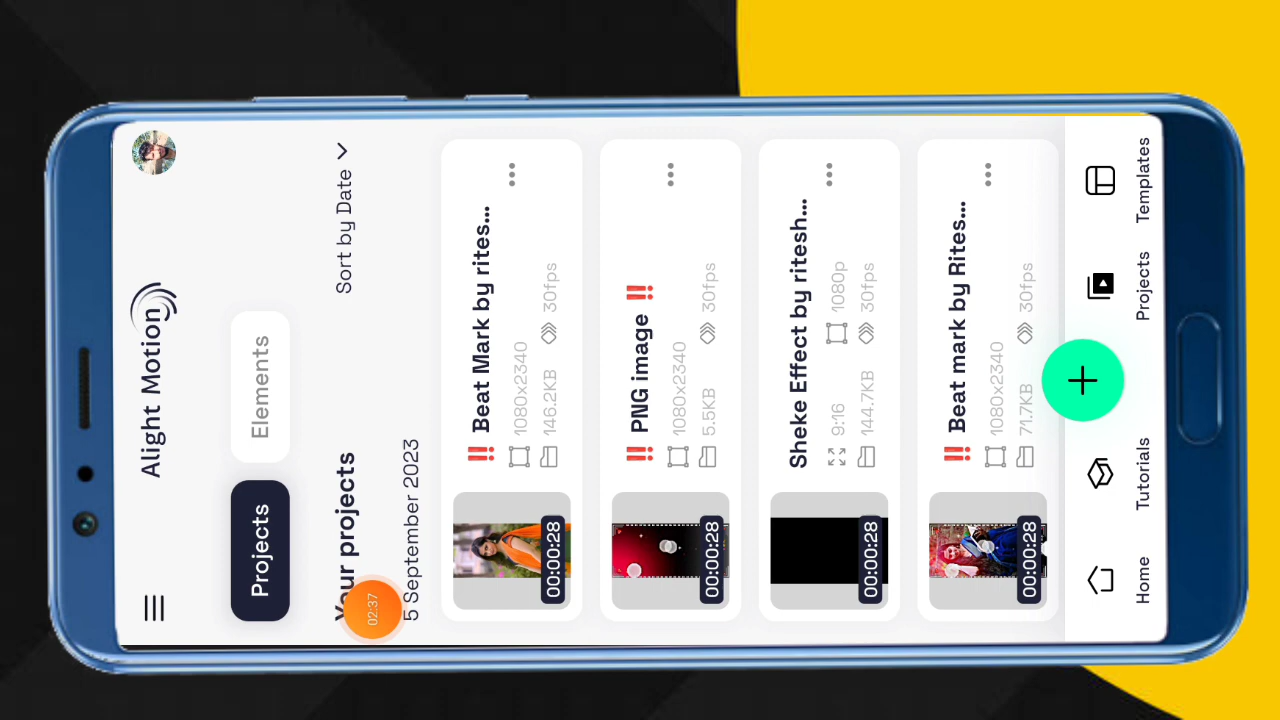 Alight Motion
Projects
Elements
Your projects
Sort by Date
02:37
5 September 2023
‼️ Beat Mark by rites...
1080x2340
146.2KB 30fps
00:00:28
‼️ PNG image ‼️
1080x2340
5.5KB 30fps
00:00:28
Sheke Effect by ritesh...
9:16 1080p
144.7KB 30fps
00:00:28
‼️ Beat mark by Rites...
1080x2340
71.7KB 30fps
00:00:28
Home
Tutorials
Projects
Templates